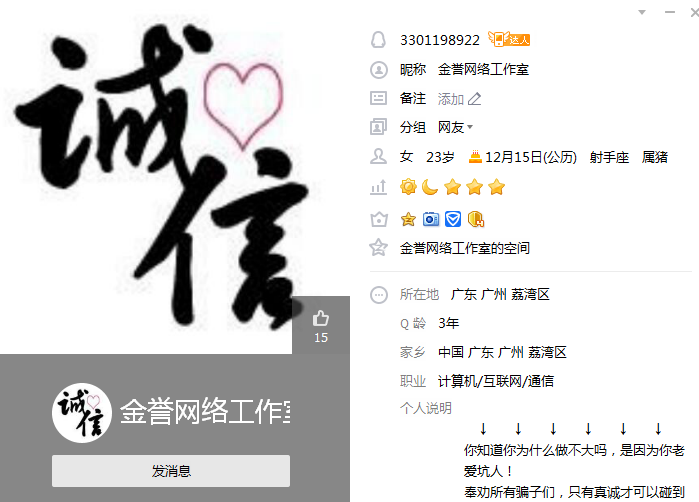 诚
信
15
金誉网络工作室
发消息
3301198922 达人
昵称 金誉网络工作室
备注 添加
分组 网友
女 23岁 12月15日(公历) 射手座 属猪
金誉网络工作室的空间
所在地 广东 广州 荔湾区
Q 龄 3年
家乡 中国 广东 广州 荔湾区
职业 计算机/互联网/通信
个人说明
↓ ↓ ↓ ↓ ↓ ↓
你知道你为什么做不大吗，是因为你老
爱坑人！
奉劝所有骗子们，只有真诚才可以碰到